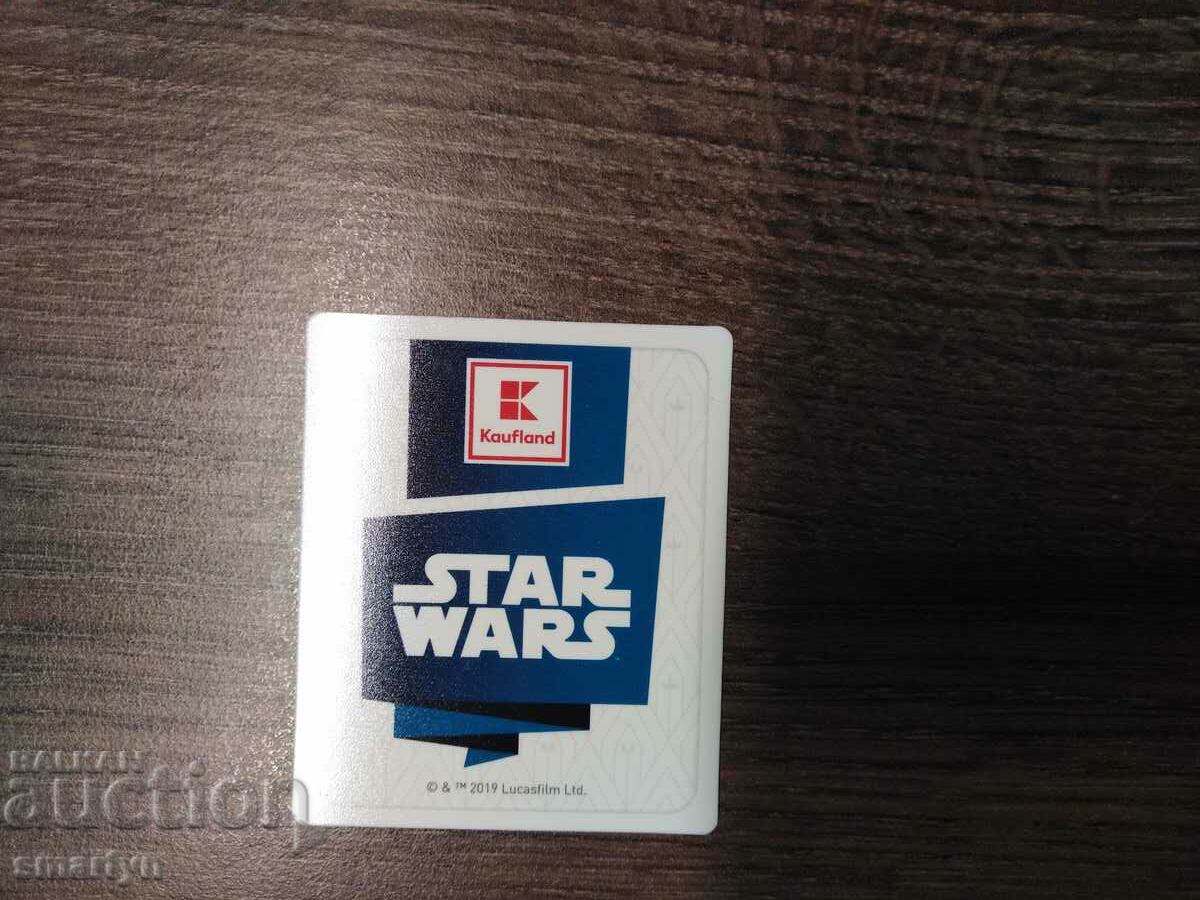 Kaufland
STAR
WARS
© & ™ 2019 Lucasfilm Ltd.
BALKAN
auction
smartyn